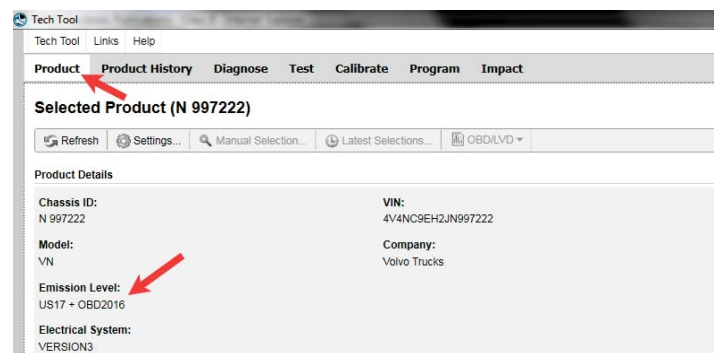 Tech Tool
Tech Tool Links Help
Product Product History Diagnose Test Calibrate Program Impact
Selected Product (N 997222)
Refresh Settings... Manual Selection... Latest Selections... OBD/LVD
Product Details
Chassis ID: VIN:
N 997222 4V4NC9EH2JN997222
Model: Company:
VN Volvo Trucks
Emission Level:
US17 + OBD2016
Electrical System:
VERSION3